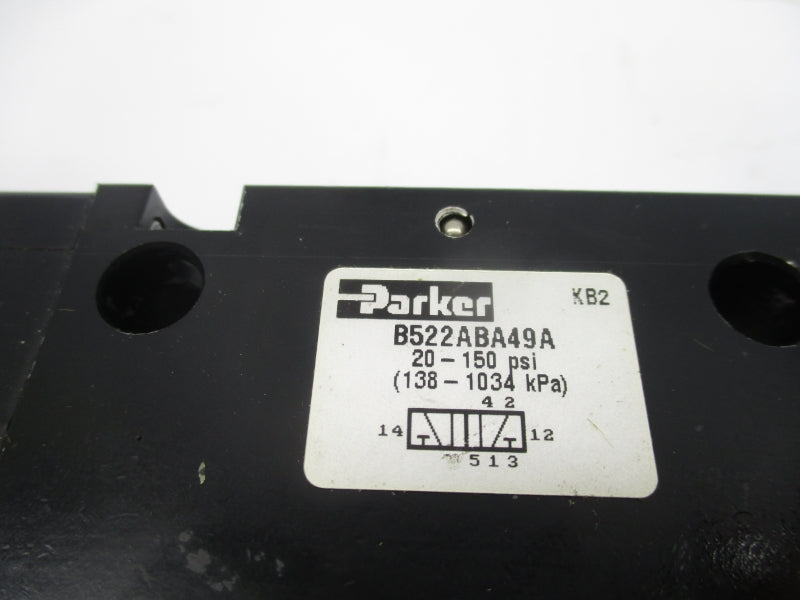 Parker KB2
B522ABA49A
20-150 psi
(138-1034 kPa)
4 2
14 12
5 1 3